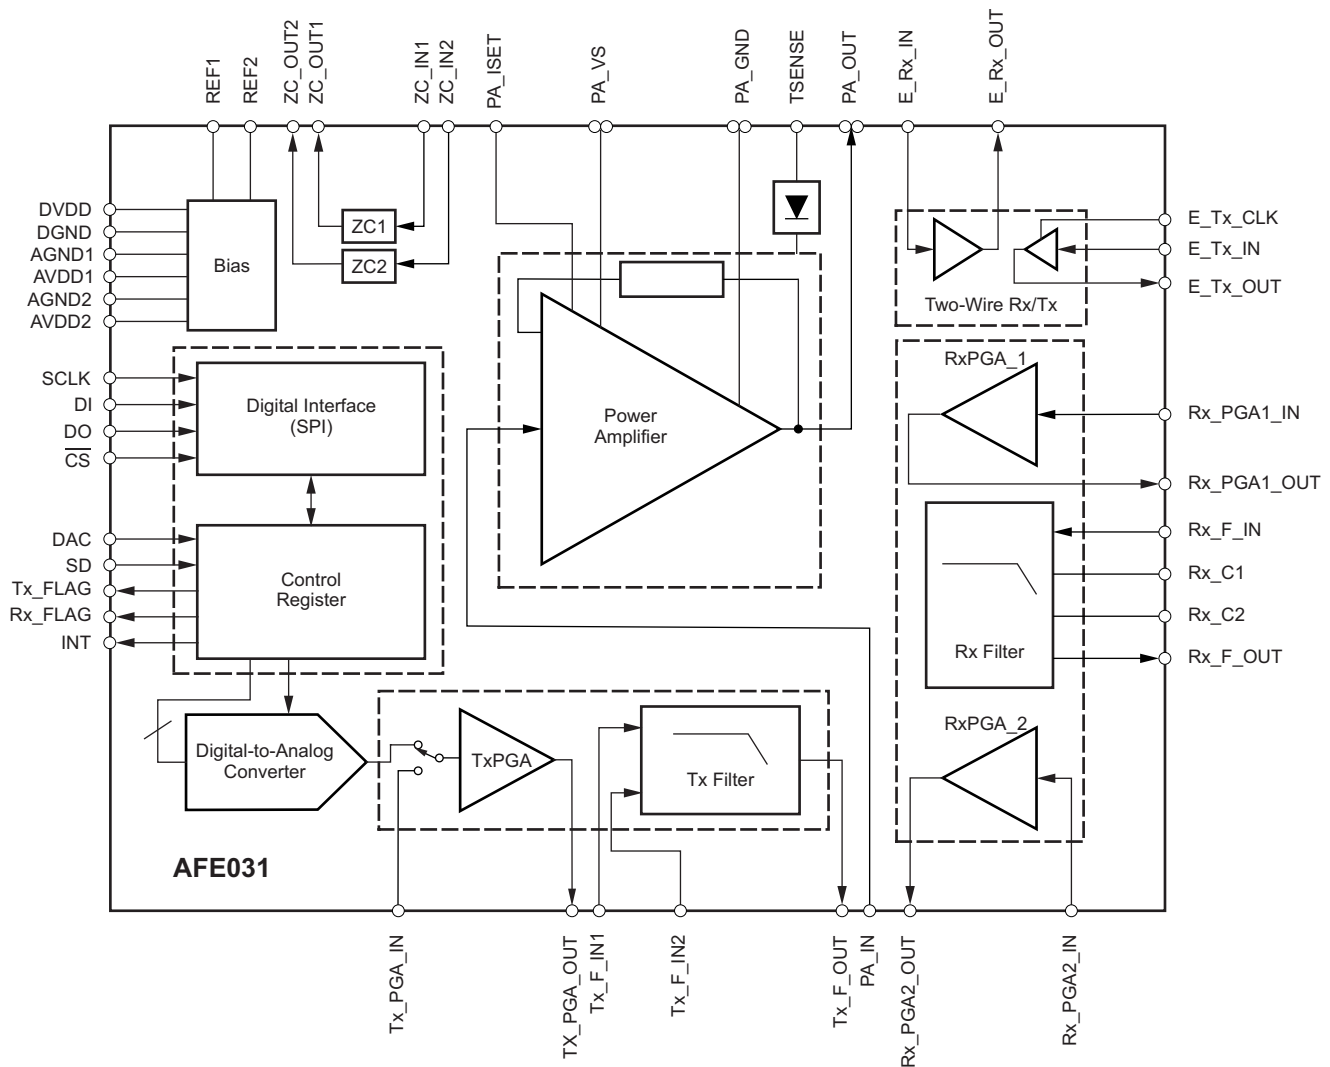 REF1
REF2
ZC_OUT2
ZC_OUT1
ZC_IN1
ZC_IN2
PA_ISET
PA_VS
PA_GND
TSENSE
PA_OUT
E_Rx_IN
E_Rx_OUT
DVDD
DGND
AGND1
AVDD1
AGND2
AVDD2
Bias
ZC1
ZC2
E_Tx_CLK
E_Tx_IN
E_Tx_OUT
Two-Wire Rx/Tx
SCLK
DI
DO
CS
Digital Interface
(SPI)
Power
Amplifier
RxPGA_1
Rx_PGA1_IN
Rx_PGA1_OUT
DAC
SD
Tx_FLAG
Rx_FLAG
INT
Control
Register
Rx_F_IN
Rx_C1
Rx_C2
Rx_F_OUT
Rx Filter
Digital-to-Analog
Converter
TxPGA
Tx Filter
RxPGA_2
AFE031
Tx_PGA_IN
TX_PGA_OUT
Tx_F_IN1
Tx_F_IN2
Tx_F_OUT
PA_IN
Rx_PGA2_OUT
Rx_PGA2_IN